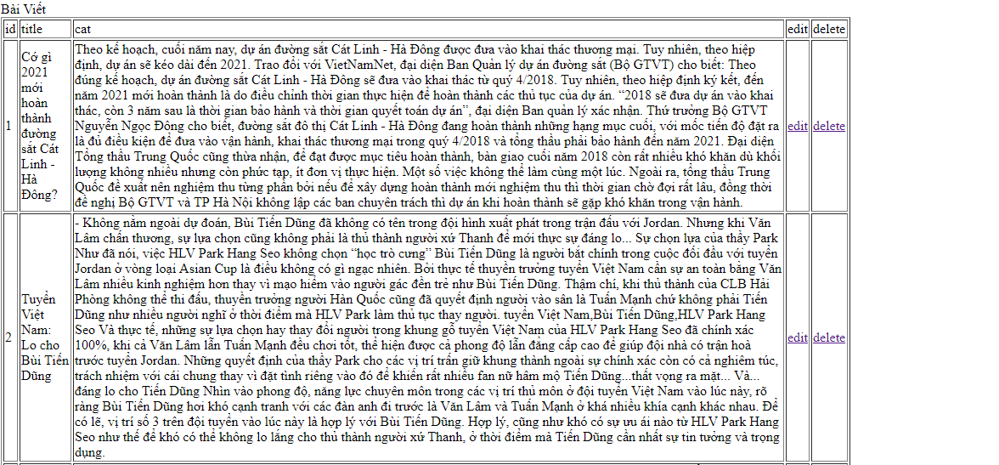 Bài Viết
id title cat edit delete
1
Cớ gì
2021
mới
hoàn
thành
đường
sắt Cát
Linh -
Hà
Đông?
Theo kế hoạch, cuối năm nay, dự án đường sắt Cát Linh - Hà Đông được đưa vào khai thác thương mại. Tuy nhiên, theo hiệp
định, dự án sẽ kéo dài đến 2021. Trao đổi với VietNamNet, đại diện Ban Quản lý dự án đường sắt (Bộ GTVT) cho biết: Theo
đúng kế hoạch, dự án đường sắt Cát Linh - Hà Đông sẽ đưa vào khai thác từ quý 4/2018. Tuy nhiên, theo hiệp định ký kết, đến
năm 2021 mới hoàn thành là do điều chỉnh thời gian thực hiện để hoàn thành các thủ tục của dự án. “2018 sẽ đưa dự án vào khai
thác, còn 3 năm sau là thời gian bảo hành và thời gian quyết toán dự án”, đại diện Ban quản lý xác nhận. Thứ trưởng Bộ GTVT
Nguyễn Ngọc Đông cho biết, đường sắt đô thị Cát Linh - Hà Đông đang hoàn thành những hạng mục cuối, với mốc tiến độ đặt ra
là đủ điều kiện để đưa vào vận hành, khai thác thương mại trong quý 4/2018 và tổng thầu phải bảo hành đến năm 2021. Đại diện
Tổng thầu Trung Quốc cũng thừa nhận, để đạt được mục tiêu hoàn thành, bàn giao cuối năm 2018 còn rất nhiều khó khăn dù khối
lượng không nhiều nhưng còn phức tạp, ít đơn vị thực hiện. Một số việc không thể làm cùng một lúc. Ngoài ra, tổng thầu Trung
Quốc đề xuất nên nghiệm thu từng phần bởi nếu để xây dựng hoàn thành mới nghiệm thu thì thời gian chờ đợi rất lâu, đồng thời
đề nghị Bộ GTVT và TP Hà Nội không lập các ban chuyên trách thì dự án khi hoàn thành sẽ gặp khó khăn trong vận hành.
edit delete
2
Tuyển
Việt
Nam:
Lo cho
Bùi Tiến
Dũng
- Không nằm ngoài dự đoán, Bùi Tiến Dũng đã không có tên trong đội hình xuất phát trong trận đấu với Jordan. Nhưng khi Văn
Lâm chấn thương, sự lựa chọn cũng không phải là thủ thành người xứ Thanh để mới thực sự đáng lo... Sự chọn lựa của thầy Park
Như đã nói, việc HLV Park Hang Seo không chọn “học trò cưng” Bùi Tiến Dũng là người bắt chính trong cuộc đối đầu với tuyển
Jordan ở vòng loại Asian Cup là điều không có gì ngạc nhiên. Bởi thực tế thuyền trưởng tuyển Việt Nam cần sự an toàn bằng Văn
Lâm nhiều kinh nghiệm hơn thay vì mạo hiểm vào người gác đền trẻ như Bùi Tiến Dũng. Thậm chí, khi thủ thành của CLB Hải
Phòng không thể thi đấu, thuyền trưởng người Hàn Quốc cũng đã quyết định người vào sân là Tuấn Mạnh chứ không phải Tiến
Dũng như nhiều người nghĩ ở thời điểm mà HLV Park làm thủ tục thay người. tuyển Việt Nam,Bùi Tiến Dũng,HLV Park Hang
Seo Và thực tế, những sự lựa chọn hay thay đổi người trong khung gỗ tuyển Việt Nam của HLV Park Hang Seo đã chính xác
100%, khi cả Văn Lâm lẫn Tuấn Mạnh đều chơi tốt, thể hiện được cả phong độ lẫn đẳng cấp cao để giúp đội nhà có trận hoà
trước tuyển Jordan. Những quyết định của thầy Park cho các vị trí trấn giữ khung thành ngoài sự chính xác còn có cả nghiêm túc,
trách nhiệm với cái chung thay vì đặt tình riêng vào đó để khiến rất nhiều fan nữ hâm mộ Tiến Dũng...thất vọng ra mặt... Và...
đáng lo cho Tiến Dũng Nhìn vào phong độ, năng lực chuyên môn trong các vị trí thủ môn ở đội tuyển Việt Nam vào lúc này, rõ
ràng Bùi Tiến Dũng hơi khó cạnh tranh với các đàn anh đi trước là Văn Lâm và Tuấn Mạnh ở khá nhiều khía cạnh khác nhau. Để
có lẽ, vị trí số 3 trên đội tuyển vào lúc này là hợp lý với Bùi Tiến Dũng. Hợp lý, cũng như khó có sự ưu ái nào từ HLV Park Hang
Seo như thế để khó có thể không lo lắng cho thủ thành người xứ Thanh, ở thời điểm mà Tiến Dũng cần nhất sự tin tưởng và trọng
dụng.
edit delete